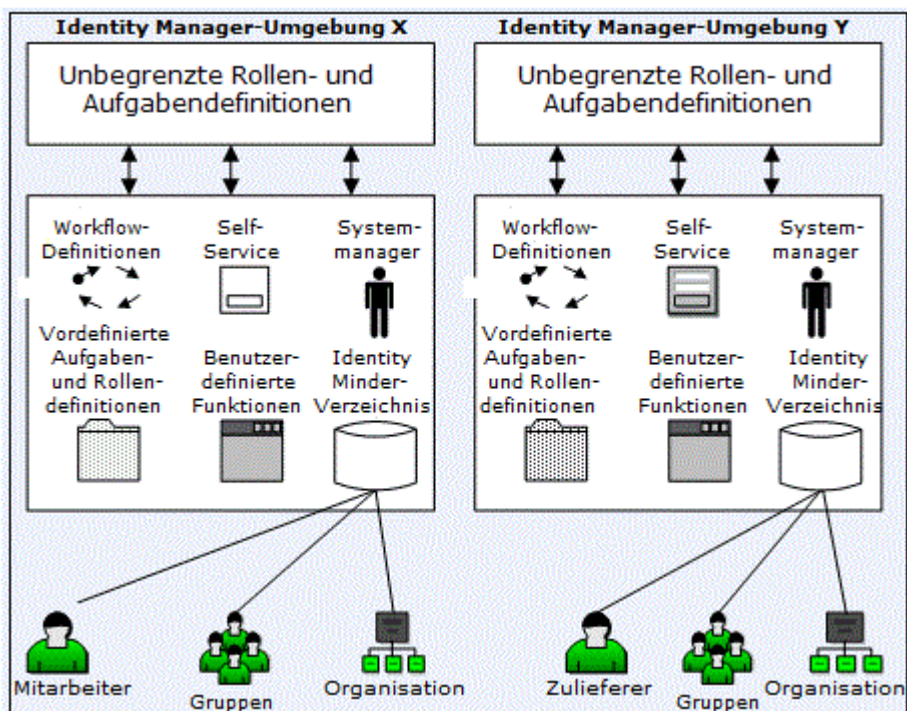 Identity Manager-Umgebung X
Unbegrenzte Rollen- und
Aufgabendefinitionen
Workflow-
Definitionen
Self-
Service
System-
manager
Vordefinierte
Aufgaben-
und Rollen-
definitionen
Benutzer-
definierte
Funktionen
Identity
Minder-
Verzeichnis
Mitarbeiter
Gruppen
Organisation
Identity Manager-Umgebung Y
Unbegrenzte Rollen- und
Aufgabendefinitionen
Workflow-
Definitionen
Self-
Service
System-
manager
Vordefinierte
Aufgaben-
und Rollen-
definitionen
Benutzer-
definierte
Funktionen
Identity
Minder-
Verzeichnis
Zulieferer
Gruppen
Organisation